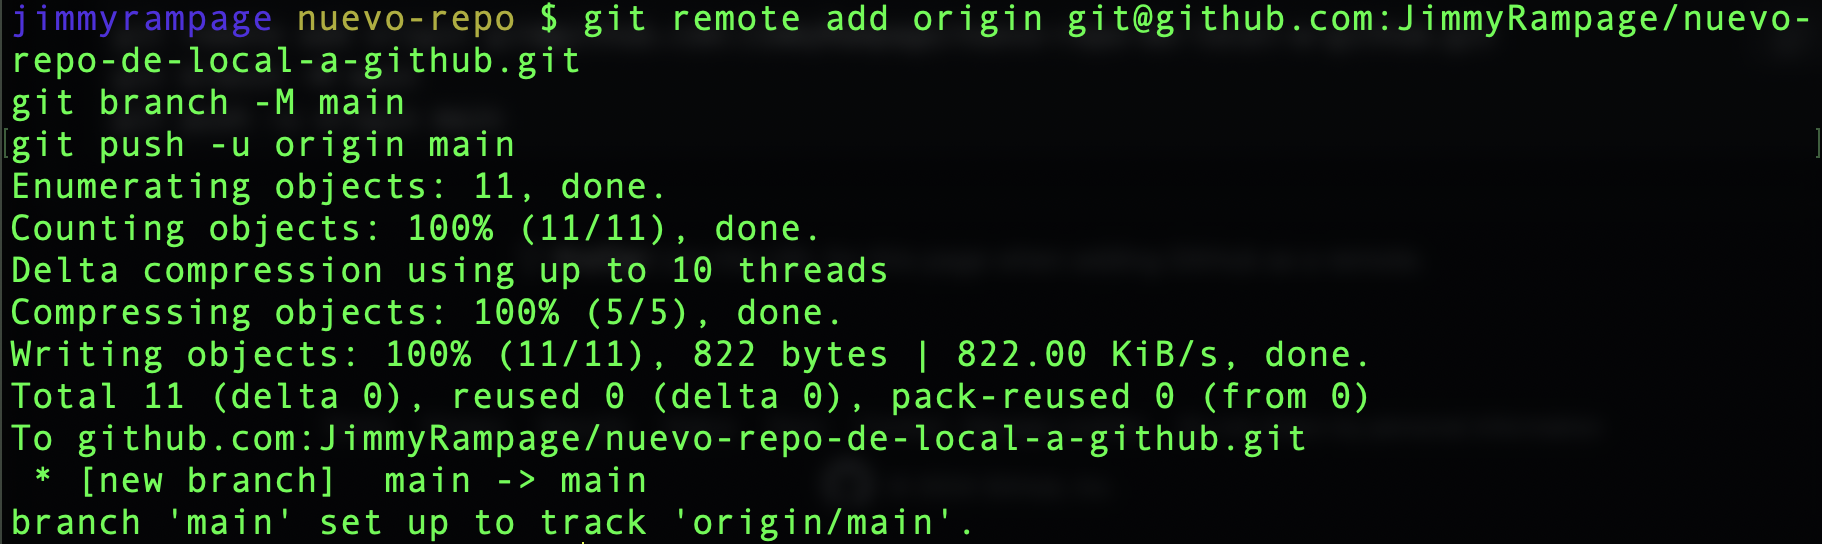 jimmyrampage nuevo-repo $ git remote add origin git@github.com:JimmyRampage/nuevo-
repo-de-local-a-github.git
git branch -M main
[git push -u origin main ]
Enumerating objects: 11, done.
Counting objects: 100% (11/11), done.
Delta compression using up to 10 threads
Compressing objects: 100% (5/5), done.
Writing objects: 100% (11/11), 822 bytes | 822.00 KiB/s, done.
Total 11 (delta 0), reused 0 (delta 0), pack-reused 0 (from 0)
To github.com:JimmyRampage/nuevo-repo-de-local-a-github.git
 * [new branch]  main -> main
branch 'main' set up to track 'origin/main'.